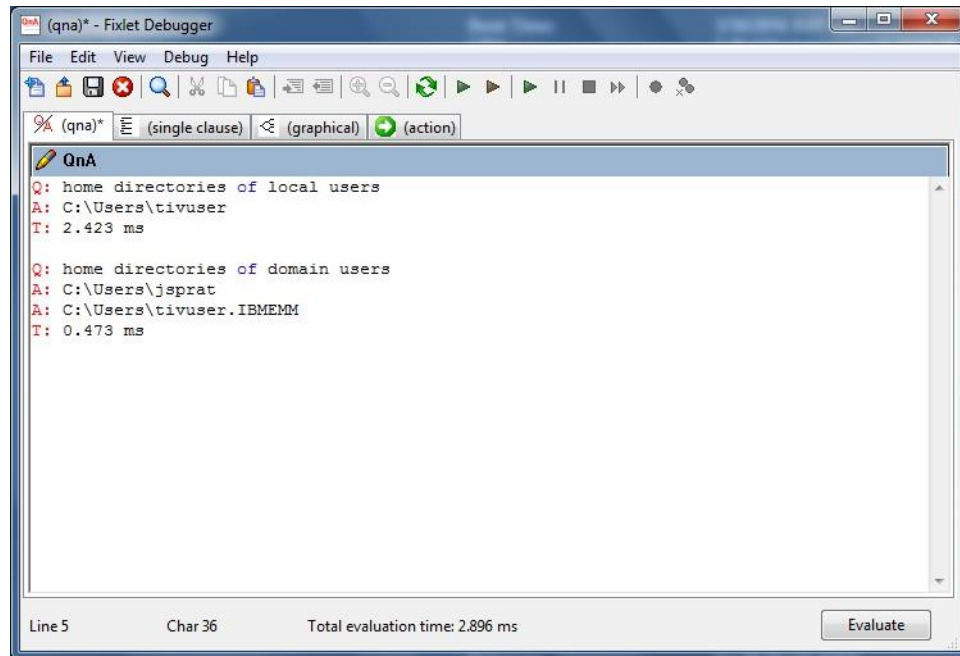 QnA (qna)* - Fixlet Debugger
File Edit View Debug Help
(qna)* (single clause) (graphical) (action)
QnA
Q: home directories of local users
A: C:\Users\tivuser
T: 2.423 ms
Q: home directories of domain users
A: C:\Users\jsprat
A: C:\Users\tivuser.IBMEMM
T: 0.473 ms
Line 5 Char 36 Total evaluation time: 2.896 ms Evaluate